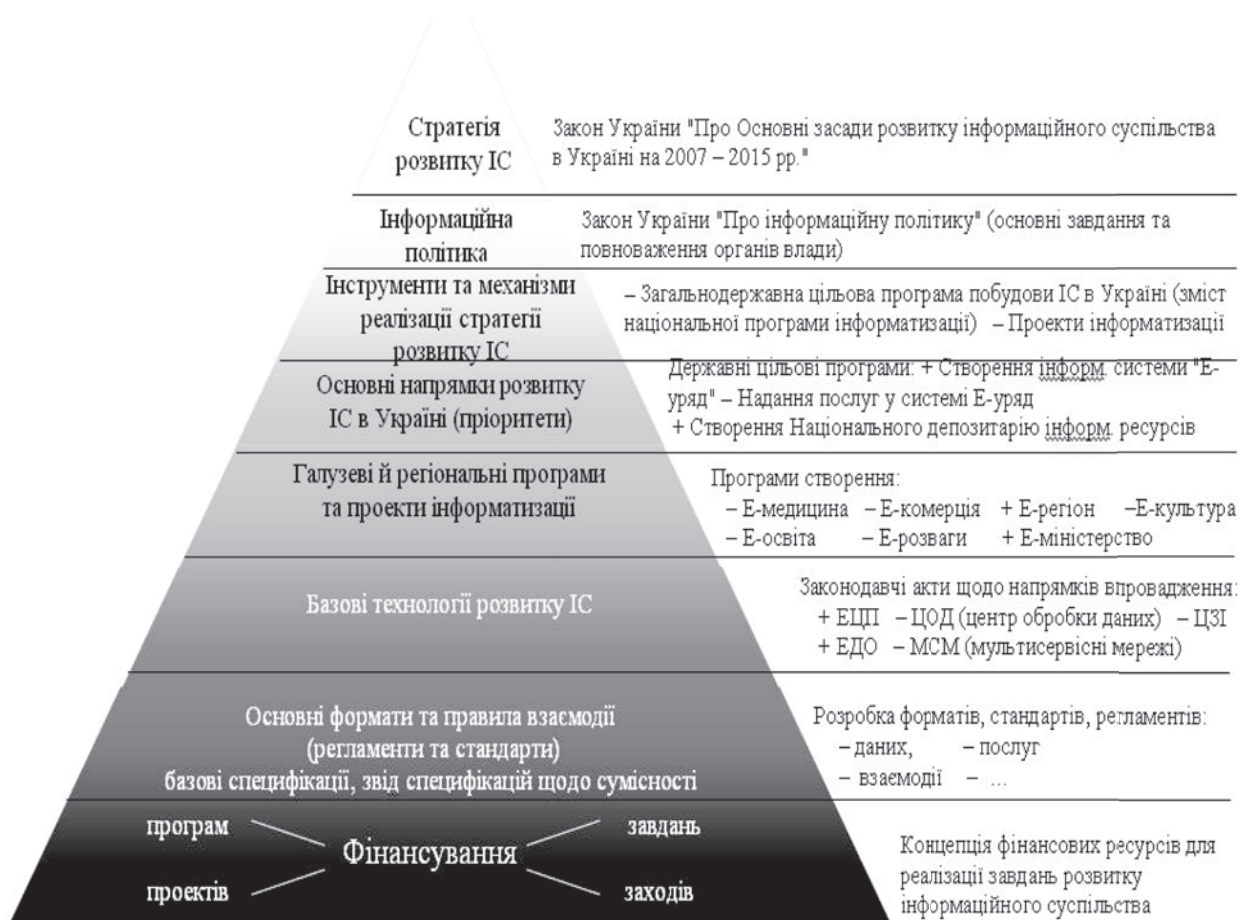 Стратегія
розвитку ІС
Закон України "Про Основні засади розвитку інформаційного суспільства
в Україні на 2007 – 2015 рр."
Інформаційна
політика
Закон України "Про інформаційну політику" (основні завдання та
повноваження органів влади)
Інструменти та механізми
реалізації стратегії
розвитку ІС
– Загальнодержавна цільова програма побудови ІС в Україні (зміст
національної програми інформатизації) – Проекти інформатизації
Основні напрямки розвитку
ІС в Україні (пріоритети)
Державні цільові програми: + Створення інформ. системи "Е-
уряд" – Надання послуг у системі Е-уряд
+ Створення Національного депозитарію інформ. ресурсів
Галузеві й регіональні програми
та проекти інформатизації
Програми створення:
– Е-медицина – Е-комерція + Е-регіон –Е-культура
– Е-освіта – Е-розваги + Е-міністерство
Базові технології розвитку ІС
Законодавчі акти щодо напрямків впровадження:
+ ЕЦП – ЦОД (центр обробки даних) – ЦЗІ
+ ЕДО – МСМ (мультисервісні мережі)
Основні формати та правила взаємодії
(регламенти та стандарти)
базові специфікації, звід специфікацій щодо сумісності
Розробка форматів, стандартів, регламентів:
– даних, – послуг
– взаємодії – ...
програм завдань
Фінансування
проектів заходів
Концепція фінансових ресурсів для
реалізації завдань розвитку
інформаційного суспільства